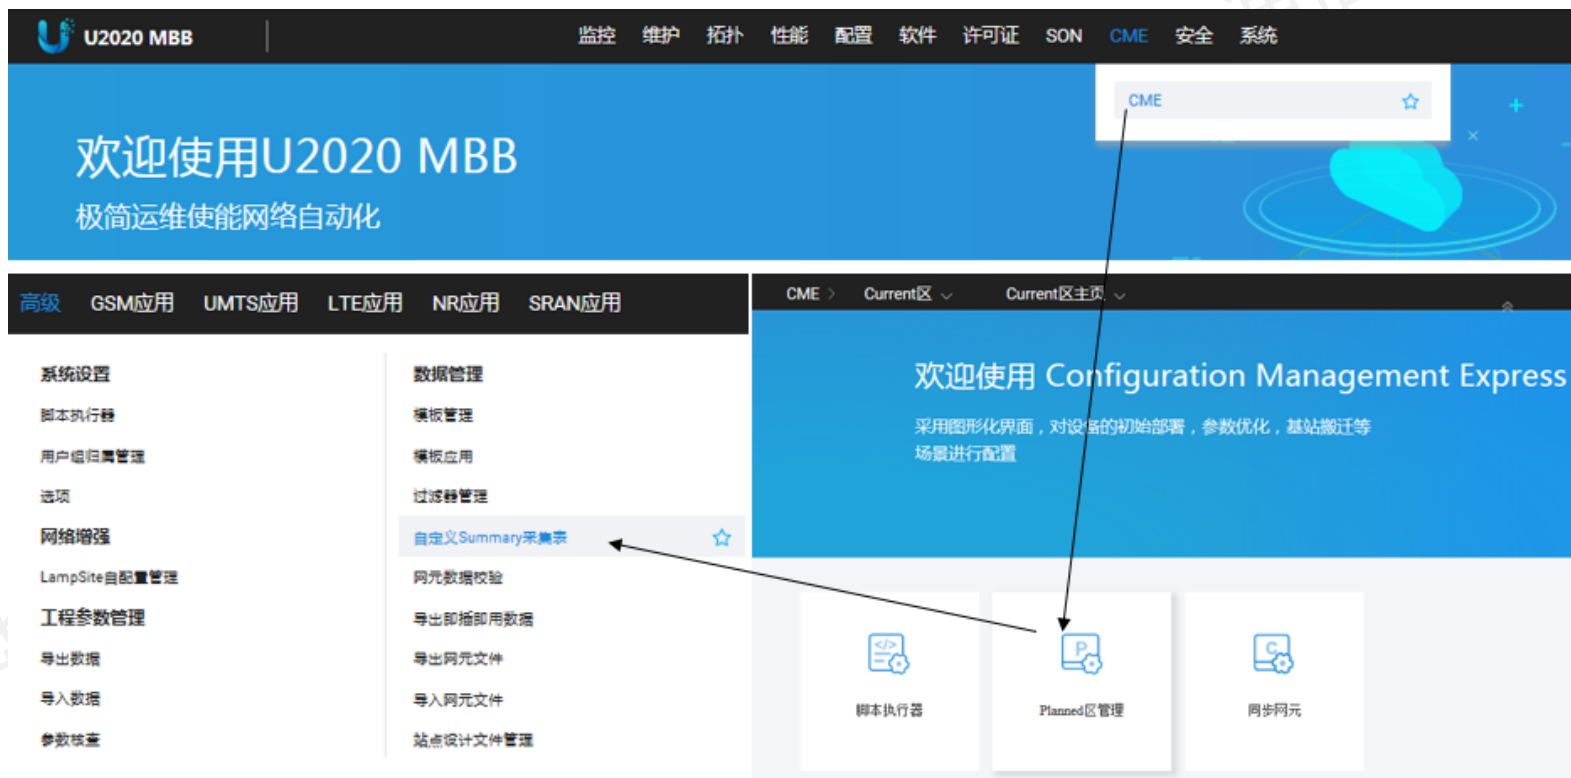 U2020 MBB
监控 维护 拓扑 性能 配置 软件 许可证 SON CME 安全 系统
CME
欢迎使用U2020 MBB
极简运维使能网络自动化
高级 GSM应用 UMTS应用 LTE应用 NR应用 SRAN应用
系统设置
脚本执行器
用户组归属管理
选项
网络增强
LampSite自配置管理
工程参数管理
导出数据
导入数据
参数核查
数据管理
模板管理
模板应用
过滤器管理
自定义Summary采集表
网元数据校验
导出即插即用数据
导出网元文件
导入网元文件
站点设计文件管理
CME > Current区 Current区主页
欢迎使用 Configuration Management Express
采用图形化界面，对设备的初始部署，参数优化，基站搬迁等
场景进行配置
脚本执行器
Planned区管理
同步网元